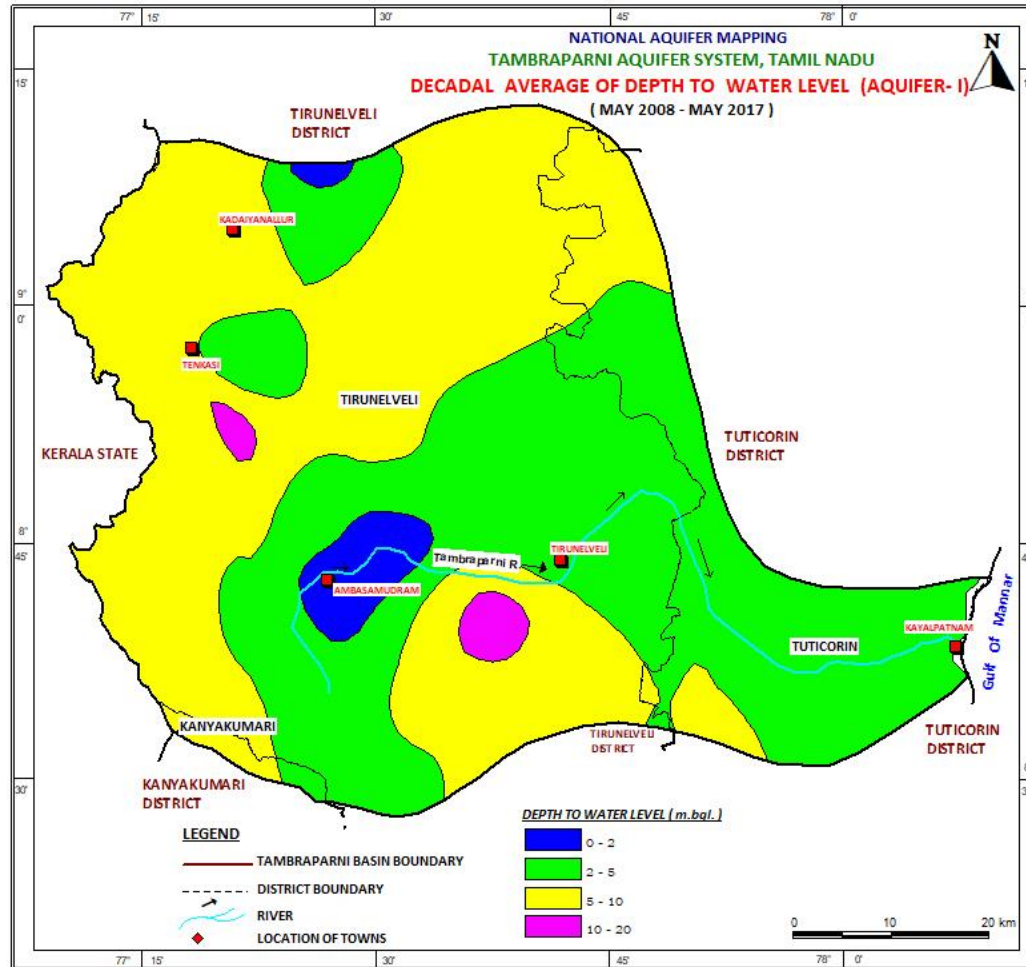 77° 15' 30' 45' 78° 0'
NATIONAL AQUIFER MAPPING
TAMBRAPARNI AQUIFER SYSTEM, TAMIL NADU
DECADAL AVERAGE OF DEPTH TO WATER LEVEL (AQUIFER- I)
( MAY 2008 - MAY 2017 )
N
15'
TIRUNELVELI
DISTRICT
KADAIYANALLUR
9°
0'
TENKASI
TIRUNELVELI
KERALA STATE
TUTICORIN
DISTRICT
8°
45'
Tambraparni R.
TIRUNELVELI
AMBASAMUDRAM
KAYALPATNAM
TUTICORIN
Gulf Of Mannar
KANYAKUMARI
TIRUNELVELI
DISTRICT
TUTICORIN
DISTRICT
30'
KANYAKUMARI
DISTRICT
LEGEND
TAMBRAPARNI BASIN BOUNDARY
DISTRICT BOUNDARY
RIVER
LOCATION OF TOWNS
DEPTH TO WATER LEVEL ( m.bgl. )
0 - 2
2 - 5
5 - 10
10 - 20
0 20 km
77° 15' 30' 45' 78° 0'